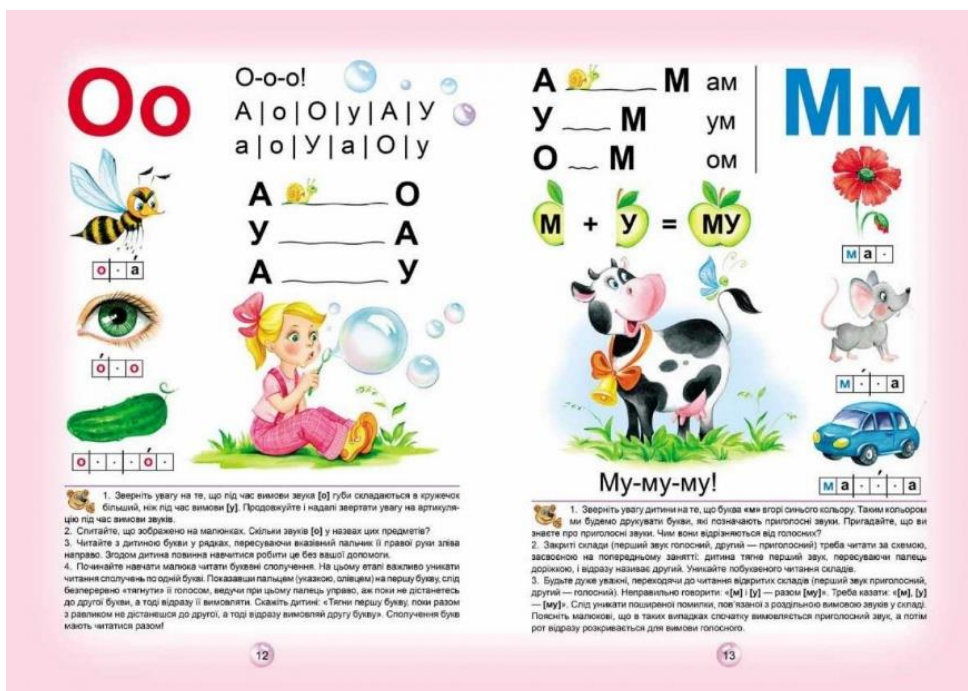 Оо
О-о-о!
А|о|О|у|А|У
а|о|У|а|О|у
А ____ О
У ____ А
А ____ У
о · á
ó · о
о · · · ó ·
1. Зверніть увагу на те, що під час вимови звука [о] губи складаються в кружечок
більший, ніж під час вимови [у]. Продовжуйте і надалі звертати увагу на артикуля-
цію під час вимови звуків.
2. Спитайте, що зображено на малюнках. Скільки звуків [о] у назвах цих предметів?
3. Читайте з дитиною букви у рядках, пересуваючи вказівний пальчик її правої руки зліва
направо. Згодом дитина повинна навчитися робити це без вашої допомоги.
4. Починайте навчати малюка читати буквені сполучення. На цьому етапі важливо уникати
читання сполучень по одній букві. Показавши пальцем (указкою, олівцем) на першу букву, слід
безперервно «тягнути» її голосом, ведучи при цьому палець управо, аж поки не дістанетесь
до другої букви, а тоді відразу її вимовляти. Скажіть дитині: «Тягни першу букву, поки разом
з равликом не дістанешся до другої, а тоді відразу вимовляй другу букву». Сполучення букв
мають читатися разом!
12
А ____ М ам
У ____ М ум
О ____ М ом
Мм
М + У = МУ
м а ·
м · · а
м а · · · а
Му-му-му!
1. Зверніть увагу дитини на те, що буква «м» вгорі синього кольору. Таким кольором
ми будемо друкувати букви, які позначають приголосні звуки. Пригадайте, що ви
знаєте про приголосні звуки. Чим вони відрізняються від голосних?
2. Закриті склади (перший звук голосний, другий — приголосний) треба читати за схемою,
засвоєною на попередньому занятті: дитина тягне перший звук, пересуваючи палець
доріжкою, і відразу називає другий. Уникайте побуквеного читання складів.
3. Будьте дуже уважні, переходячи до читання відкритих складів (перший звук приголосний,
другий — голосний). Неправильно говорити: «[м] і [у] — разом [му]». Треба казати: «[м], [у]
— [му]». Слід уникати поширеної помилки, пов'язаної з роздільною вимовою звуків у складі.
Поясніть малюкові, що в таких випадках спочатку вимовляється приголосний звук, а потім
рот відразу розкривається для вимови голосного.
13